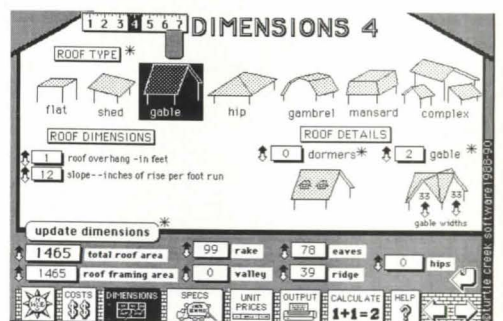 1 2 3 4 5 6 7
DIMENSIONS 4
ROOF TYPE *
flat shed gable hip gambrel mansard complex
ROOF DIMENSIONS
1 roof overhang -in feet
12 slope--inches of rise per foot run
ROOF DETAILS
0 dormers* 2 gable *
33 33
gable widths
update dimensions *
1465 total roof area 99 rake 78 eaves 0 hips
1465 roof framing area 0 valley 39 ridge
COSTS DIMENSIONS SPECS UNIT PRICES OUTPUT CALCULATE 1+1=2 HELP ?
turtle creek software 1988-90